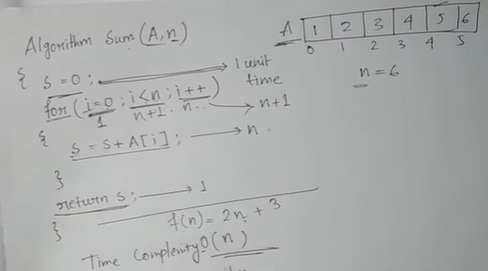 Algorithm Sum (A, n)
{ S = 0 ; → 1 unit time
for (i=0 ; i<n ; i++) → n+1
1 n+1 n
{
S = S + A[i] ; → n
}
return S ; → 1
}
f(n) = 2n + 3
Time Complexity O(n)
A 1 2 3 4 5 6
0 1 2 3 4 5
n = 6